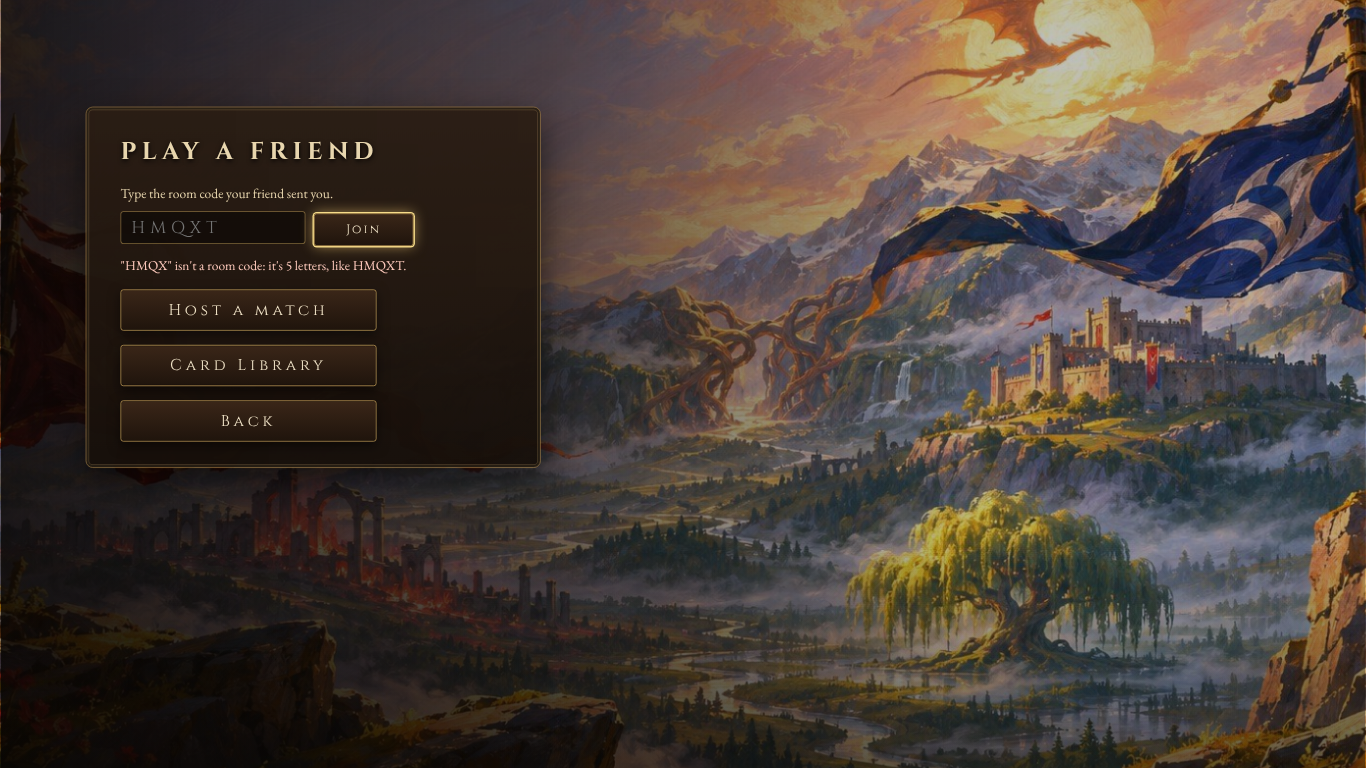 PLAY A FRIEND
Type the room code your friend sent you.
HMQXT
JOIN
"HMQX" isn't a room code: it's 5 letters, like HMQXT.
HOST A MATCH
CARD LIBRARY
BACK